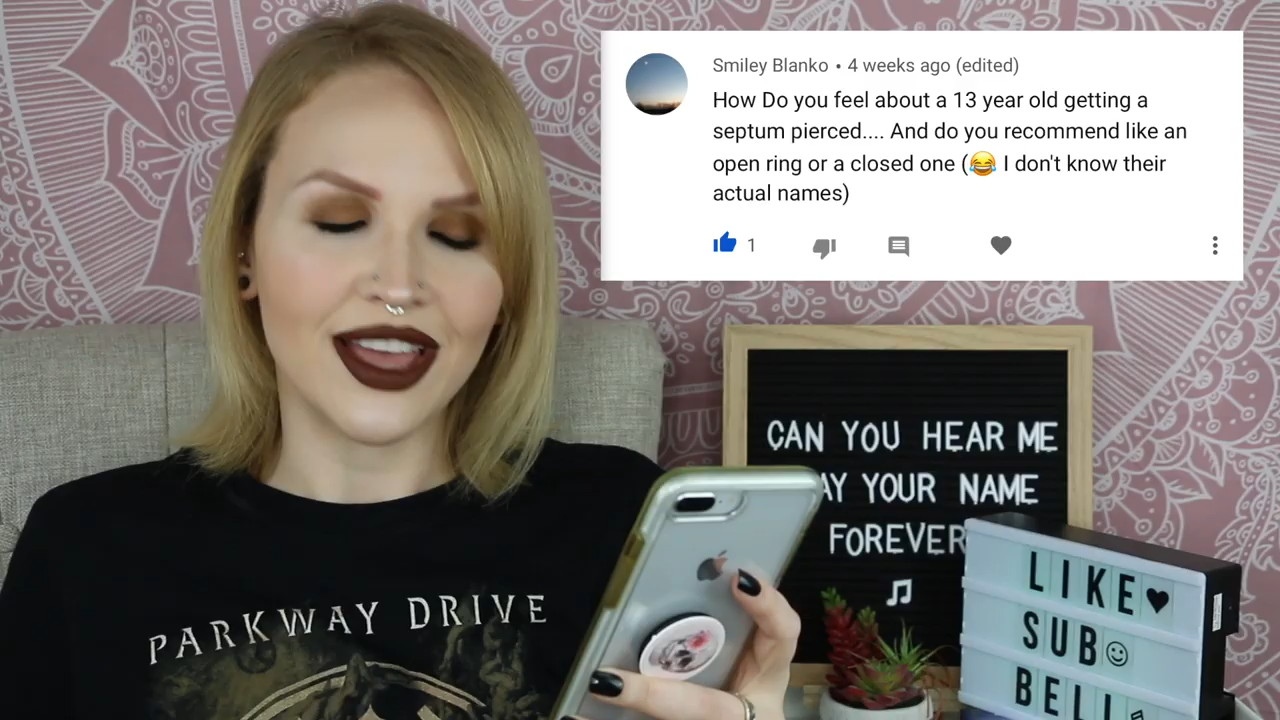 Smiley Blanko • 4 weeks ago (edited)
How Do you feel about a 13 year old getting a
septum pierced.... And do you recommend like an
open ring or a closed one (😂 I don't know their
actual names)
1
CAN YOU HEAR ME
AY YOUR NAME
FOREVER
PARKWAY DRIVE
LIKE
SUB
BELL